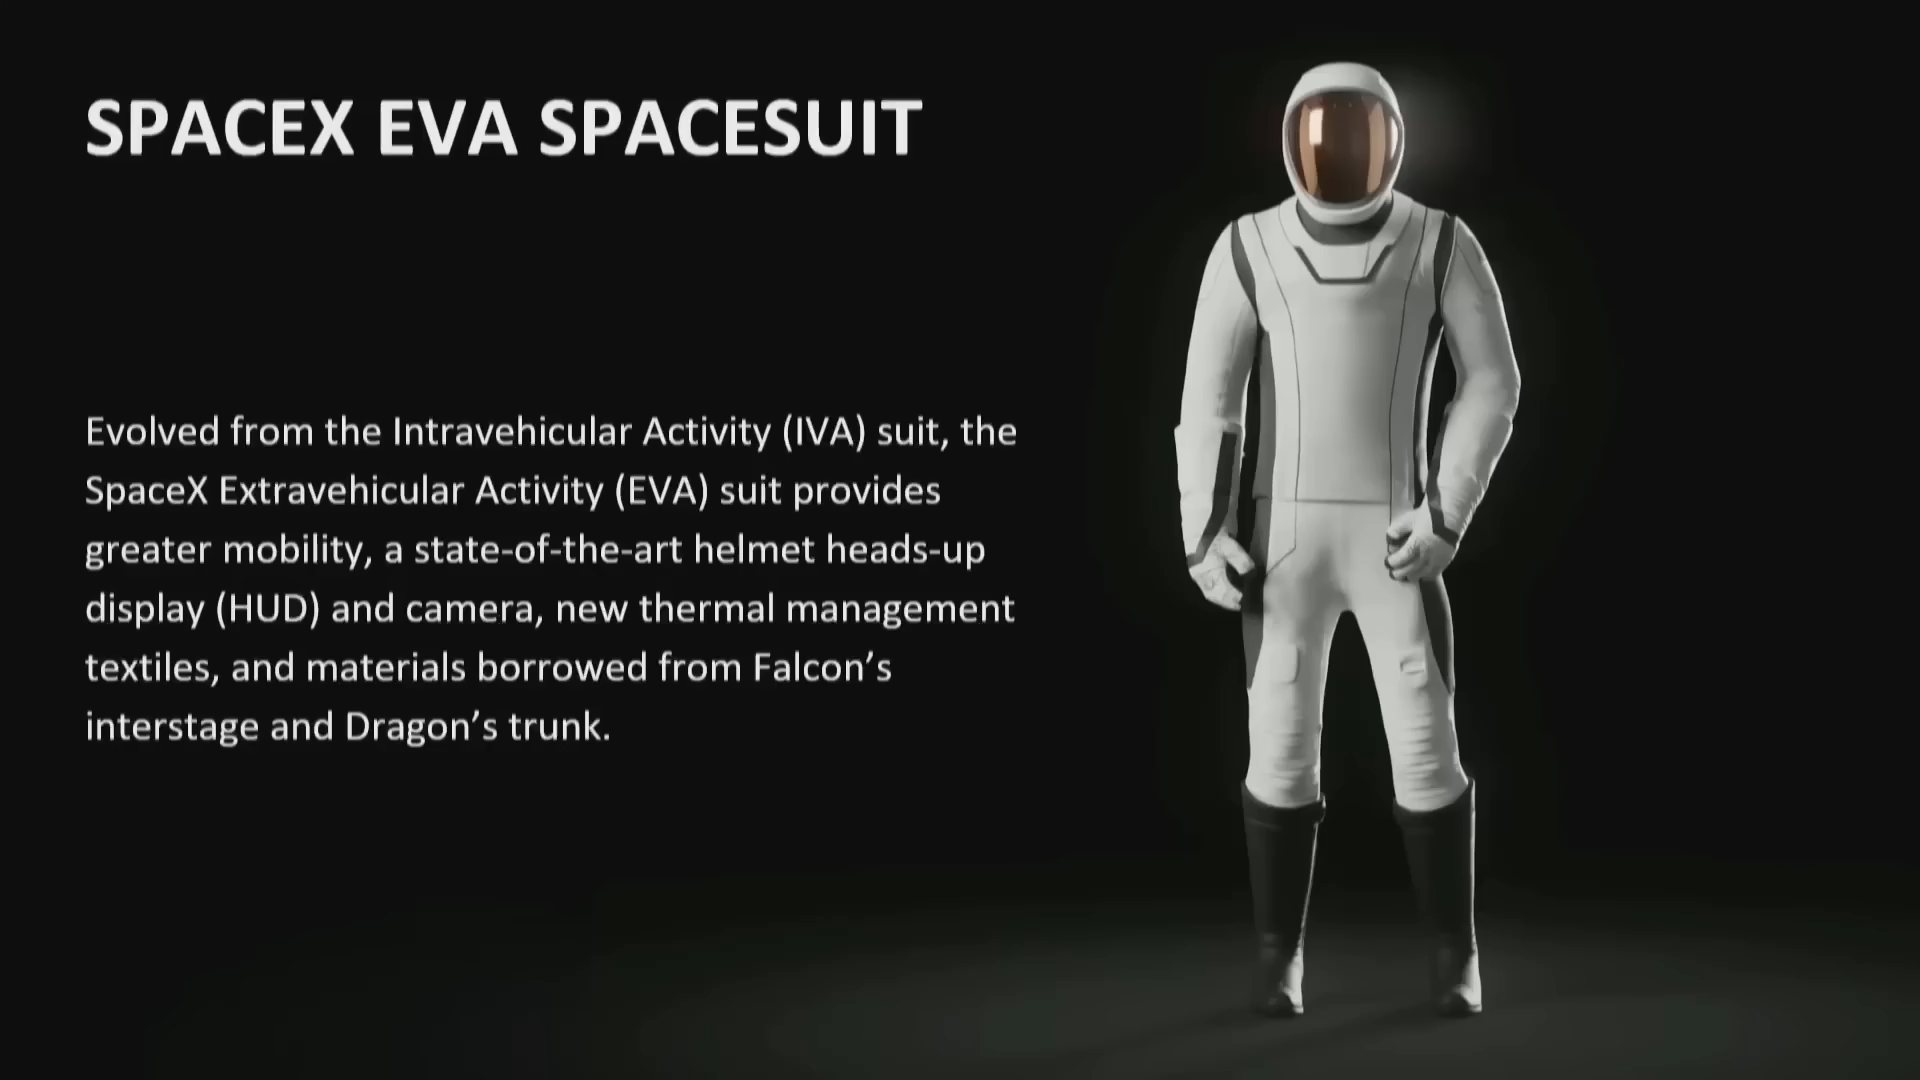 SPACEX EVA SPACESUIT
Evolved from the Intravehicular Activity (IVA) suit, the
SpaceX Extravehicular Activity (EVA) suit provides
greater mobility, a state-of-the-art helmet heads-up
display (HUD) and camera, new thermal management
textiles, and materials borrowed from Falcon’s
interstage and Dragon’s trunk.